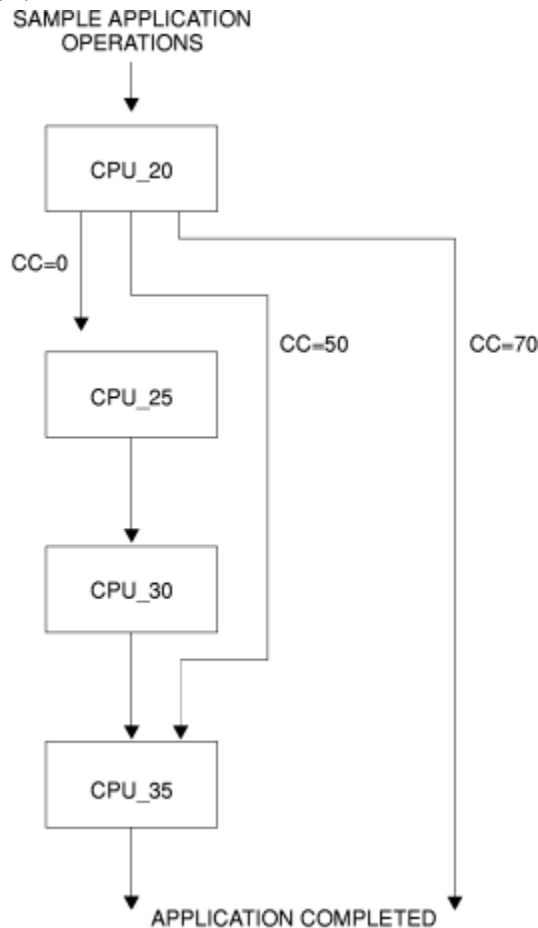 SAMPLE APPLICATION
OPERATIONS
CPU_20
CC=0
CC=50
CC=70
CPU_25
CPU_30
CPU_35
APPLICATION COMPLETED